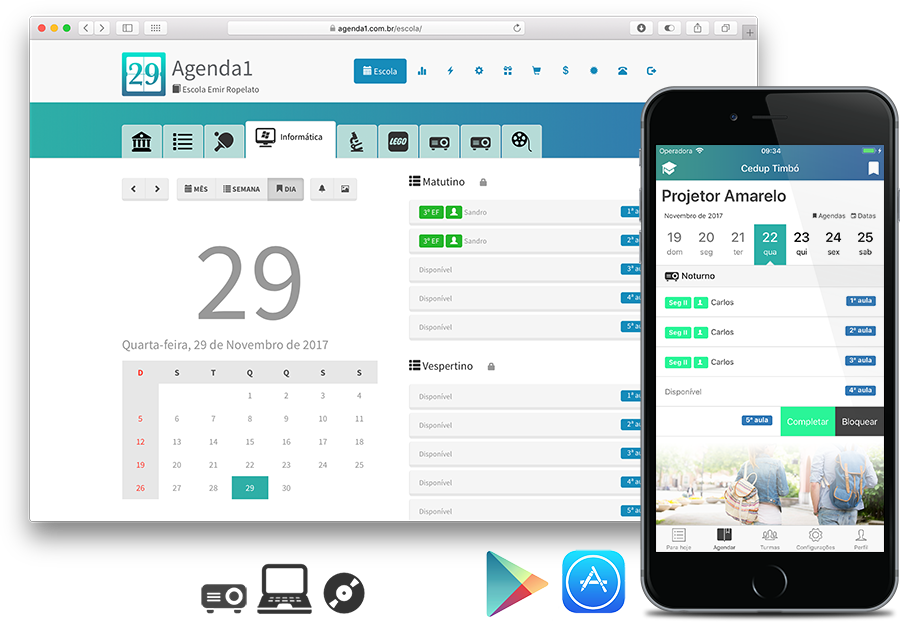 agenda1.com.br/escola/
29
Agenda1
Escola Emir Ropelato
Escola
Informática
LEGO
MÊS
SEMANA
DIA
29
Quarta-feira, 29 de Novembro de 2017
D S T Q Q S S
1 2 3 4
5 6 7 8 9 10 11
12 13 14 15 16 17 18
19 20 21 22 23 24 25
26 27 28 29 30
Matutino
3º EF Sandro 1ª a
3º EF Sandro 2ª a
Disponível 3ª a
Disponível 4ª a
Disponível 5ª a
Vespertino
Disponível 1ª a
Disponível 2ª a
Disponível 3ª a
Disponível 4ª a
Disponível 5ª a
Operadora 09:34
Cedup Timbó
Projetor Amarelo
Novembro de 2017 Agendas Datas
19 20 21 22 23 24 25
dom seg ter qua qui sex sab
Noturno
Seg II Carlos 1ª aula
Seg II Carlos 2ª aula
Seg II Carlos 3ª aula
Disponível 4ª aula
5ª aula Completar Bloquear
Para hoje Agendar Turmas Configurações Perfil